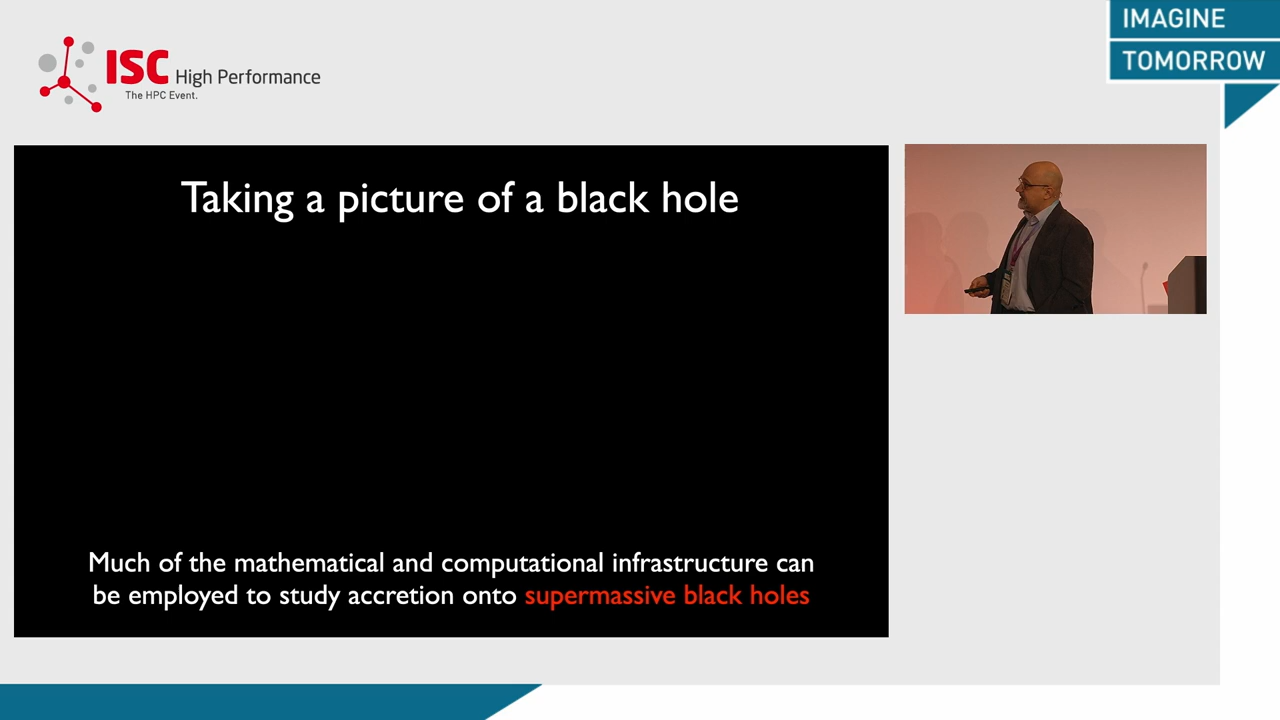 IMAGINE
TOMORROW
ISC High Performance
The HPC Event.
Taking a picture of a black hole
Much of the mathematical and computational infrastructure can
be employed to study accretion onto supermassive black holes